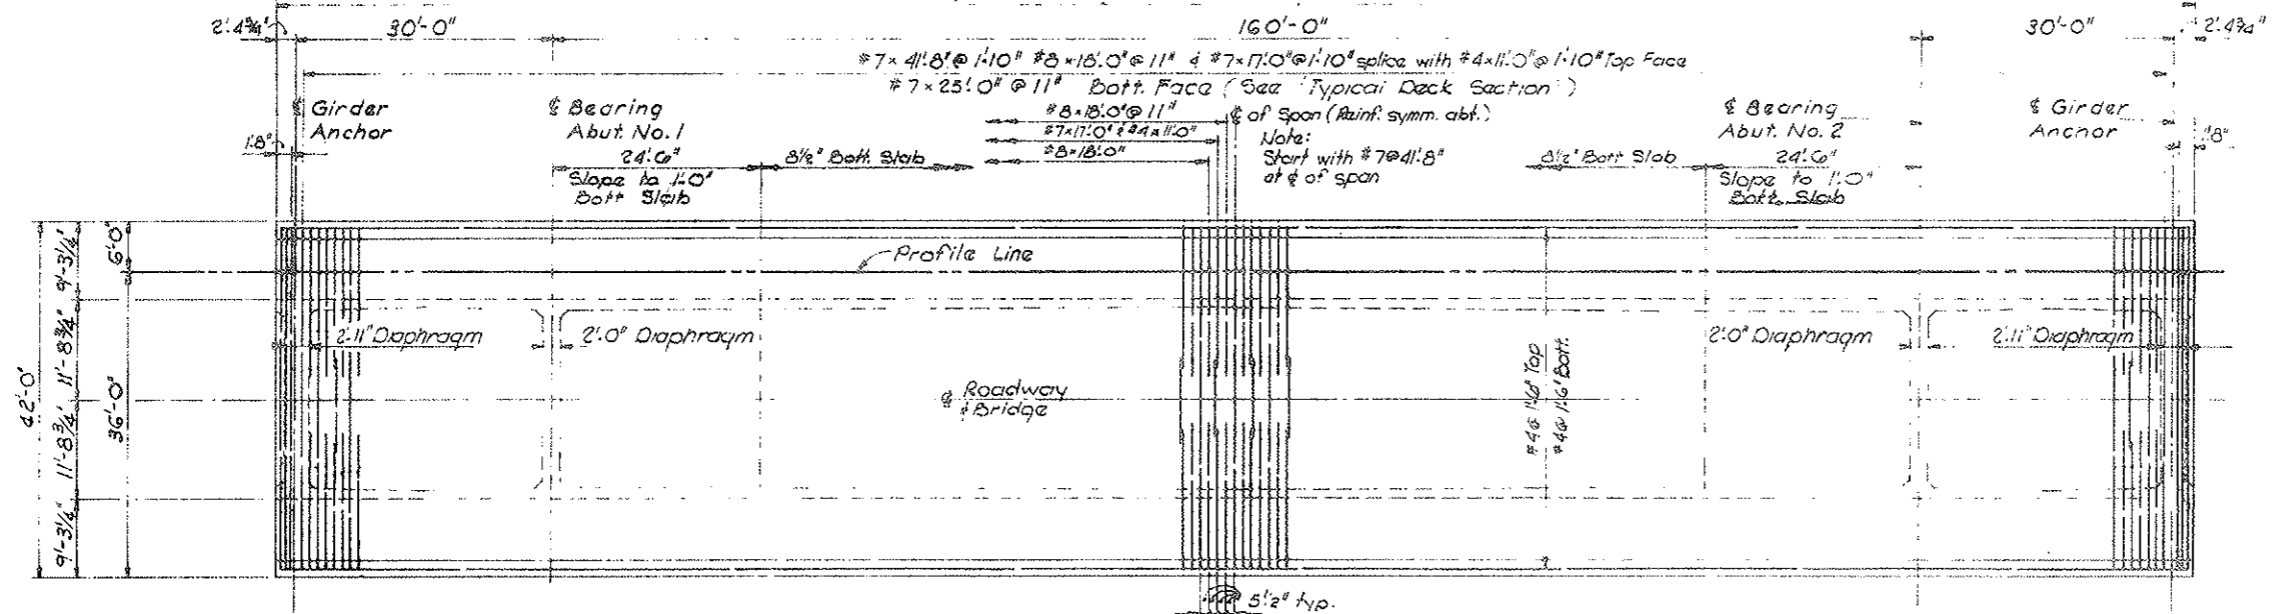 2'-4¾" 30'-0" 160'-0" 30'-0" 2'-4¾"
#7×41'-8" @ 1'-10" #8×18'-0" @ 11" & #7×17'-0" @ 1'-10" splice with #4×11'-0" @ 1'-10" Top Face
#7×25'-0" @ 11" Bott. Face (See Typical Deck Section)
℄ Girder
Anchor
℄ Bearing
Abut. No. 1
#8×18'-0" @ 11"
#7×17'-0" & #4×11'-0"
#8×18'-0"
℄ of Span (Reinf. symm. abt.)
Note:
Start with #7@41'-8"
at ℄ of span
℄ Bearing
Abut. No. 2
℄ Girder
Anchor
1'-8"
24'-6"
Slope to 1'-0"
Bott Slab
8½" Bott. Slab
8½" Bott Slab
24'-6"
Slope to 1'-0"
Bott. Slab
1'-8"
Profile Line
2'-11" Diaphragm
2'-0" Diaphragm
2'-0" Diaphragm
2'-11" Diaphragm
℄ Roadway
& Bridge
#4@ 1'-6" Top
#4@ 1'-6" Bott.
42'-0"
9'-3¼" 11'-8¾" 11'-8¾" 9'-3¼"
36'-0" 6'-0"
5½" typ.